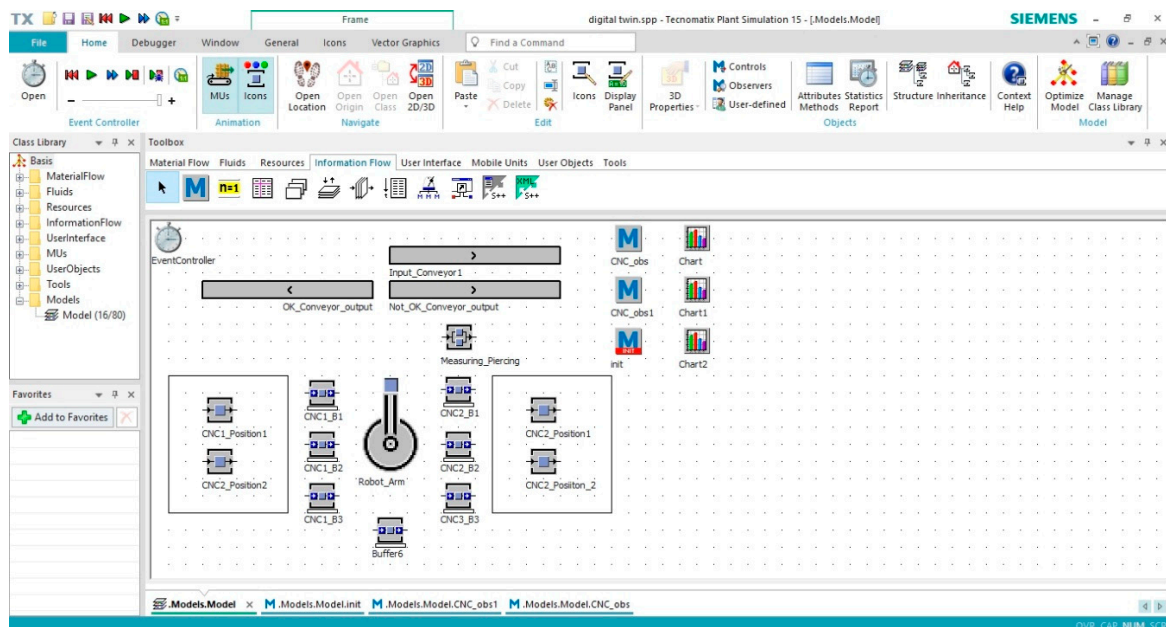 TX
Frame
digital twin.spp - Tecnomatix Plant Simulation 15 - [.Models.Model]
SIEMENS
File Home Debugger Window General Icons Vector Graphics Find a Command
Open
Event Controller
MUs Icons
Animation
Open Location Open Origin Open Class Open 2D/3D
Navigate
Paste Cut Copy Delete Icons Display Panel
Edit
3D Properties Controls Observers User-defined Attributes Methods Statistics Report Structure Inheritance
Objects
Context Help
Optimize Model Manage Class Library
Model
Class Library
Basis
MaterialFlow
Fluids
Resources
InformationFlow
UserInterface
MUs
UserObjects
Tools
Models
Model (16/80)
Favorites
Add to Favorites
Toolbox
Material Flow Fluids Resources Information Flow User Interface Mobile Units User Objects Tools
M n=1 S++ XML S++
EventController
Input_Conveyor1
CNC_obs Chart
OK_Conveyor_output Not_OK_Conveyor_output
CNC_obs1 Chart1
Measuring_Piercing
INIT
init Chart2
CNC1_B1 CNC2_B1
CNC1_Position1 CNC2_Position1
CNC1_B2 CNC2_B2
CNC2_Position2 Robot_Arm CNC2_Posiiton_2
CNC1_B3 CNC3_B3
Buffer6
.Models.Model .Models.Model.init .Models.Model.CNC_obs1 .Models.Model.CNC_obs
OVR CAP NUM SCR